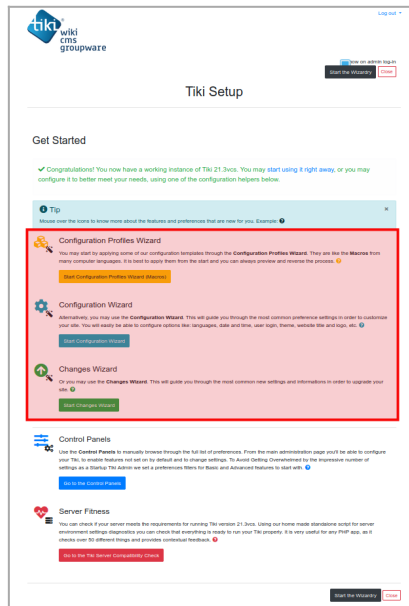 Log out
tiki
wiki
cms
groupware
Show on admin log-in
Start the Wizardry Close
Tiki Setup
Get Started
Congratulations! You now have a working instance of Tiki 21.3vcs. You may start using it right away, or you may
configure it to better meet your needs, using one of the configuration helpers below.
Tip
×
Mouse over the icons to know more about the features and preferences that are new for you. Example:
Configuration Profiles Wizard
You may start by applying some of our configuration templates through the Configuration Profiles Wizard. They are like the Macros from
many computer languages. It is best to apply them from the start and you can always preview and reverse the process.
Start Configuration Profiles Wizard (Macros)
Configuration Wizard
Alternatively, you may use the Configuration Wizard. This will guide you through the most common preference settings in order to customize
your site. You will easily be able to configure options like: languages, date and time, user login, theme, website title and logo, etc.
Start Configuration Wizard
Changes Wizard
Or you may use the Changes Wizard. This will guide you through the most common new settings and informations in order to upgrade your
site.
Start Changes Wizard
Control Panels
Use the Control Panels to manually browse through the full list of preferences. From the main administration page you'll be able to configure
your Tiki, to enable features not set on by default and to change settings. To Avoid Getting Overwhelmed by the impressive number of
settings as a Startup Tiki Admin we set a preferences filters for Basic and Advanced features to start with.
Go to the Control Panels
Server Fitness
You can check if your server meets the requirements for running Tiki version 21.3vcs. Using our home made standalone script for server
environment settings diagnostics you can check that everything is ready to run your Tiki properly. It is very useful for any PHP app, as it
checks over 90 different things and provides contextual feedback.
Go to the Tiki Server Compatibility Check
Start the Wizardry Close